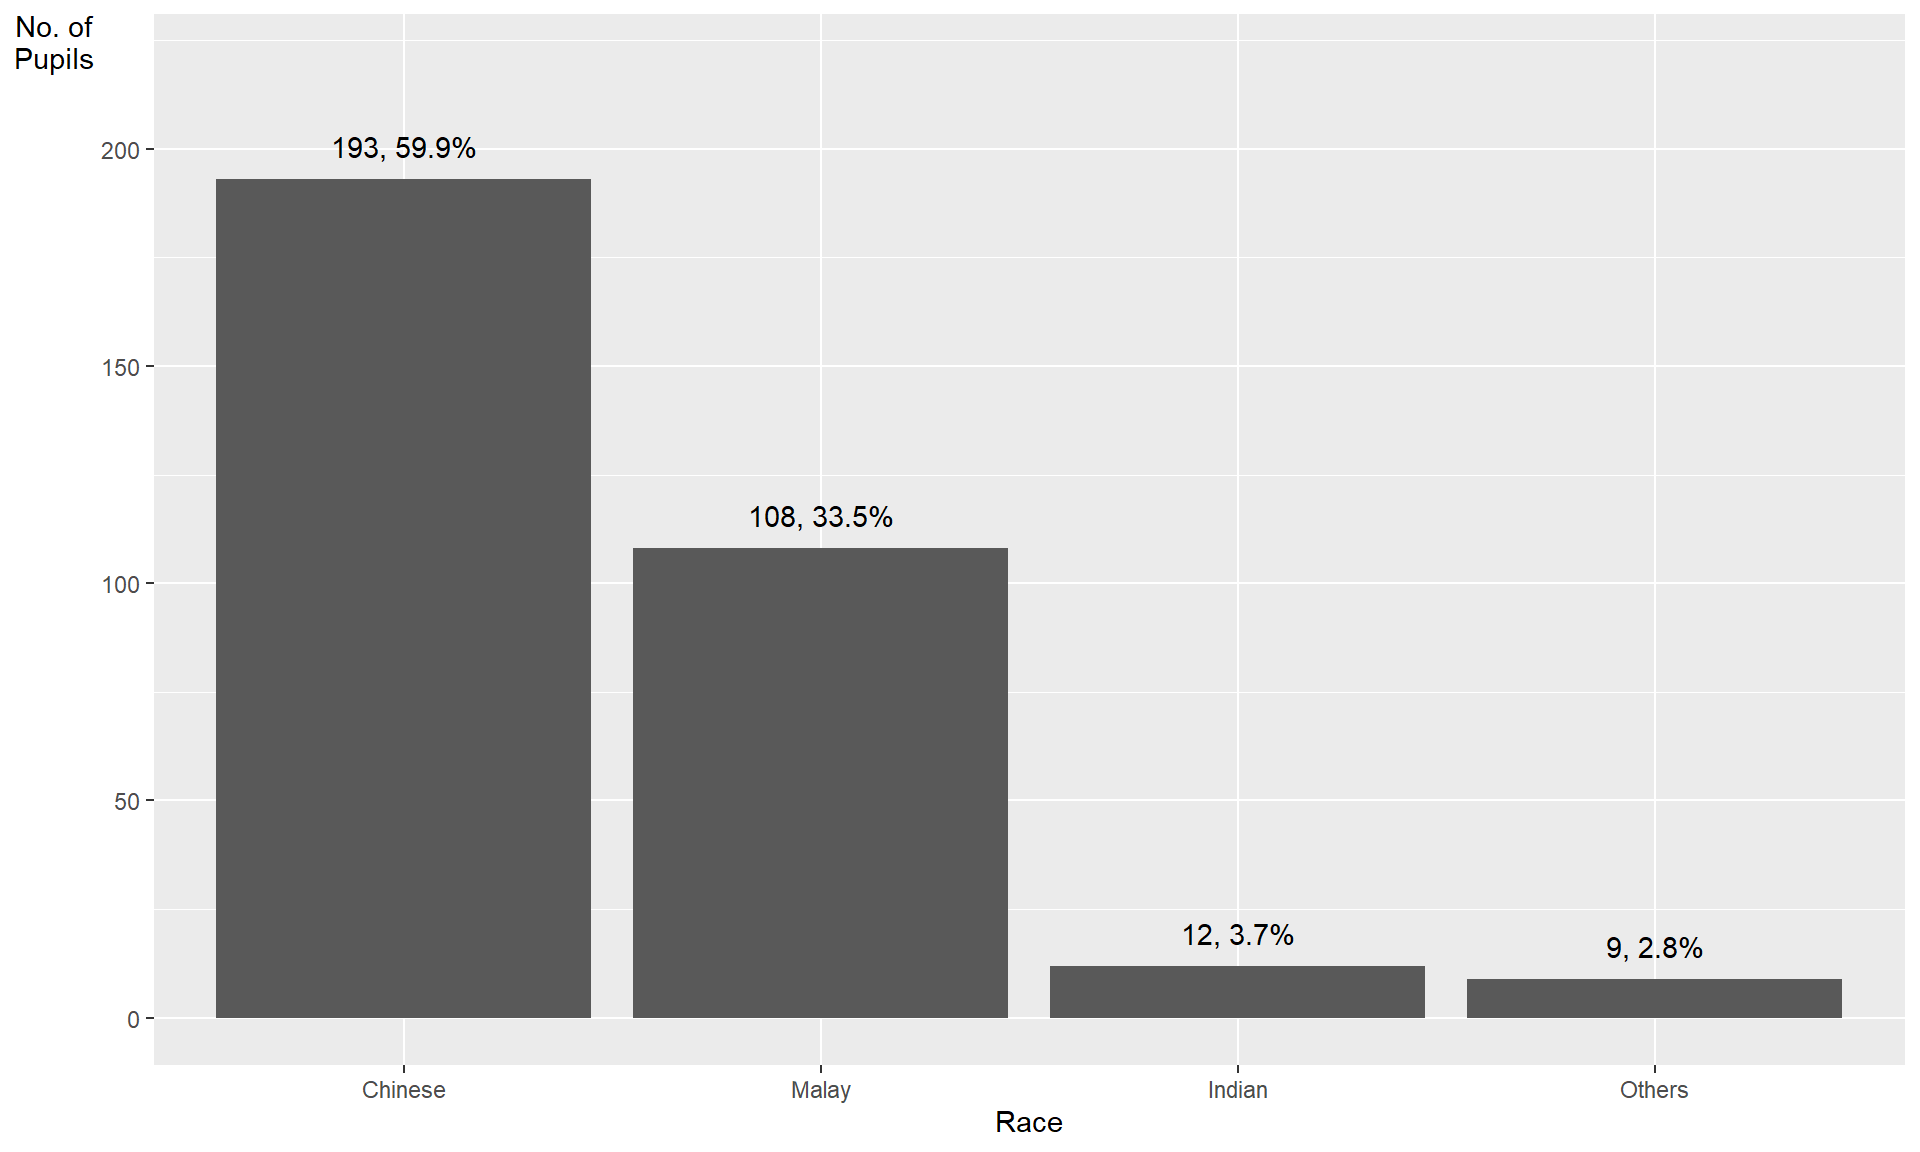 No. of
Pupils
193, 59.9%
108, 33.5%
12, 3.7%
9, 2.8%
200
150
100
50
0
Chinese
Malay
Indian
Others
Race